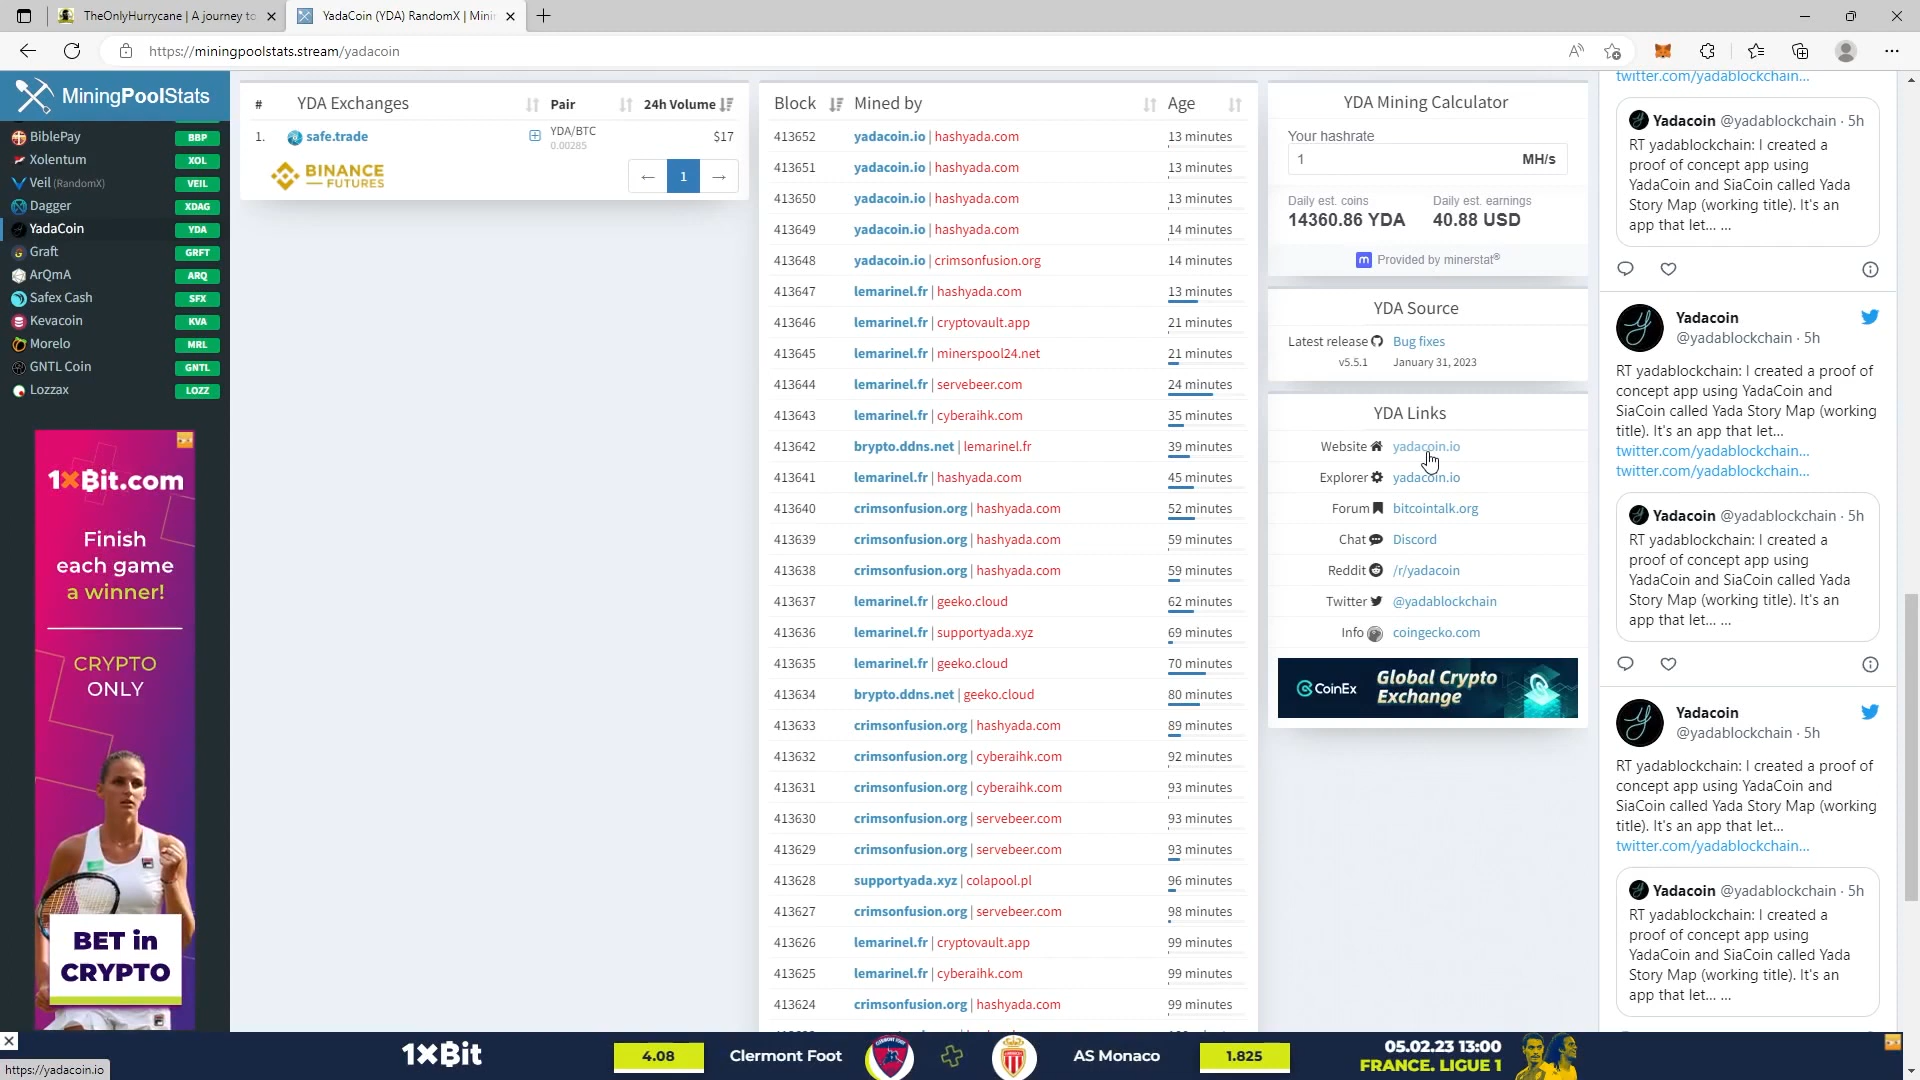 TheOnlyHurrycane | A journey to
YadaCoin (YDA) RandomX | Minin
https://miningpoolstats.stream/yadacoin
MiningPoolStats
BiblePay BBP
Xolentum XOL
Veil (RandomX) VEIL
Dagger XDAG
YadaCoin YDA
Graft GRFT
ArQmA ARQ
Safex Cash SFX
Kevacoin KVA
Morelo MRL
GNTL Coin GNTL
Lozzax LOZZ
1XBit.com
Finish
each game
a winner!
CRYPTO
ONLY
BET in
CRYPTO
# YDA Exchanges Pair 24h Volume
1. safe.trade YDA/BTC $17
0.00285
BINANCE
FUTURES
← 1 →
Block Mined by Age
413652 yadacoin.io | hashyada.com 13 minutes
413651 yadacoin.io | hashyada.com 13 minutes
413650 yadacoin.io | hashyada.com 13 minutes
413649 yadacoin.io | hashyada.com 14 minutes
413648 yadacoin.io | crimsonfusion.org 14 minutes
413647 lemarinel.fr | hashyada.com 13 minutes
413646 lemarinel.fr | cryptovault.app 21 minutes
413645 lemarinel.fr | minerspool24.net 21 minutes
413644 lemarinel.fr | servebeer.com 24 minutes
413643 lemarinel.fr | cyberaihk.com 35 minutes
413642 brypto.ddns.net | lemarinel.fr 39 minutes
413641 lemarinel.fr | hashyada.com 45 minutes
413640 crimsonfusion.org | hashyada.com 52 minutes
413639 crimsonfusion.org | hashyada.com 59 minutes
413638 crimsonfusion.org | hashyada.com 59 minutes
413637 lemarinel.fr | geeko.cloud 62 minutes
413636 lemarinel.fr | supportyada.xyz 69 minutes
413635 lemarinel.fr | geeko.cloud 70 minutes
413634 brypto.ddns.net | geeko.cloud 80 minutes
413633 crimsonfusion.org | hashyada.com 89 minutes
413632 crimsonfusion.org | cyberaihk.com 92 minutes
413631 crimsonfusion.org | cyberaihk.com 93 minutes
413630 crimsonfusion.org | servebeer.com 93 minutes
413629 crimsonfusion.org | servebeer.com 93 minutes
413628 supportyada.xyz | colapool.pl 96 minutes
413627 crimsonfusion.org | servebeer.com 98 minutes
413626 lemarinel.fr | cryptovault.app 99 minutes
413625 lemarinel.fr | cyberaihk.com 99 minutes
413624 crimsonfusion.org | hashyada.com 99 minutes
YDA Mining Calculator
Your hashrate
1 MH/s
Daily est. coins Daily est. earnings
14360.86 YDA 40.88 USD
m Provided by minerstat®
YDA Source
Latest release Bug fixes
v5.5.1 January 31, 2023
YDA Links
Website yadacoin.io
Explorer yadacoin.io
Forum bitcointalk.org
Chat Discord
Reddit /r/yadacoin
Twitter @yadablockchain
Info coingecko.com
CoinEx Global Crypto
Exchange
twitter.com/yadablockchain...
Yadacoin @yadablockchain · 5h
RT yadablockchain: I created a
proof of concept app using
YadaCoin and SiaCoin called Yada
Story Map (working title). It's an
app that let... ...
Yadacoin
@yadablockchain · 5h
RT yadablockchain: I created a proof of
concept app using YadaCoin and
SiaCoin called Yada Story Map (working
title). It's an app that let...
twitter.com/yadablockchain...
twitter.com/yadablockchain...
Yadacoin @yadablockchain · 5h
RT yadablockchain: I created a
proof of concept app using
YadaCoin and SiaCoin called Yada
Story Map (working title). It's an
app that let... ...
Yadacoin
@yadablockchain · 5h
RT yadablockchain: I created a proof of
concept app using YadaCoin and
SiaCoin called Yada Story Map (working
title). It's an app that let...
twitter.com/yadablockchain...
Yadacoin @yadablockchain · 5h
RT yadablockchain: I created a
proof of concept app using
YadaCoin and SiaCoin called Yada
Story Map (working title). It's an
app that let... ...
1XBit 4.08 Clermont Foot AS Monaco 1.825 05.02.23 13:00
FRANCE. LIGUE 1
https://yadacoin.io